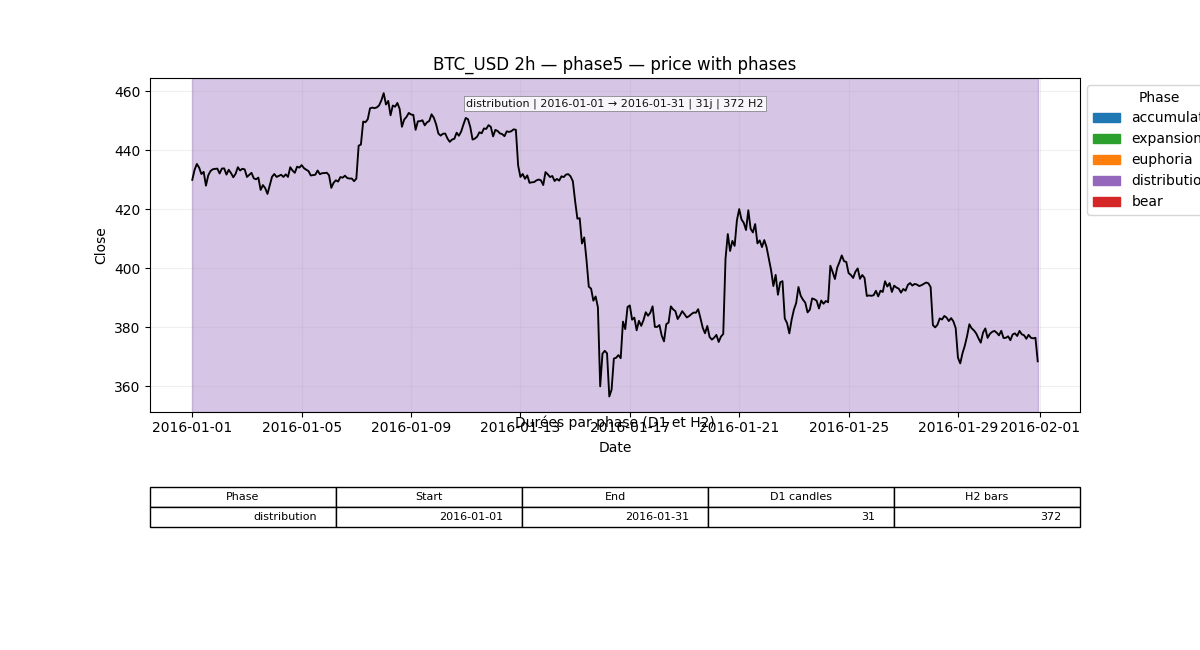 BTC_USD 2h — phase5 — price with phases
460
440
420
400
380
360
Close
distribution | 2016-01-01 → 2016-01-31 | 31j | 372 H2
Phase
accumulat
expansion
euphoria
distributio
bear
2016-01-01 2016-01-05 2016-01-09 2016-01-13 2016-01-17 2016-01-21 2016-01-25 2016-01-29 2016-02-01
Durées par phase (D1 et H2)
Date
Phase Start End D1 candles H2 bars
distribution 2016-01-01 2016-01-31 31 372